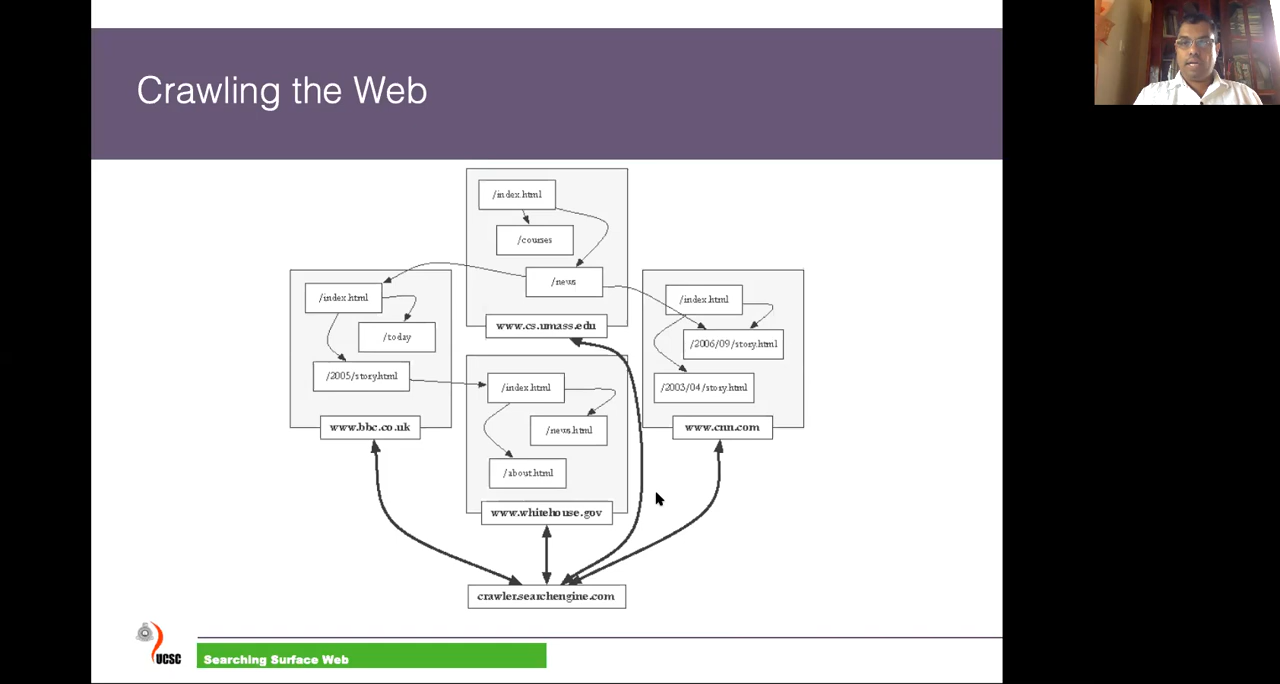 Crawling the Web
/index.html
/courses
/news
www.cs.umass.edu
/index.html
/today
/2005/story.html
www.bbc.co.uk
/index.html
/news.html
/about.html
www.whitehouse.gov
/index.html
/2006/09/story.html
/2003/04/story.html
www.cnn.com
crawler.searchengine.com
UCSC
Searching Surface Web